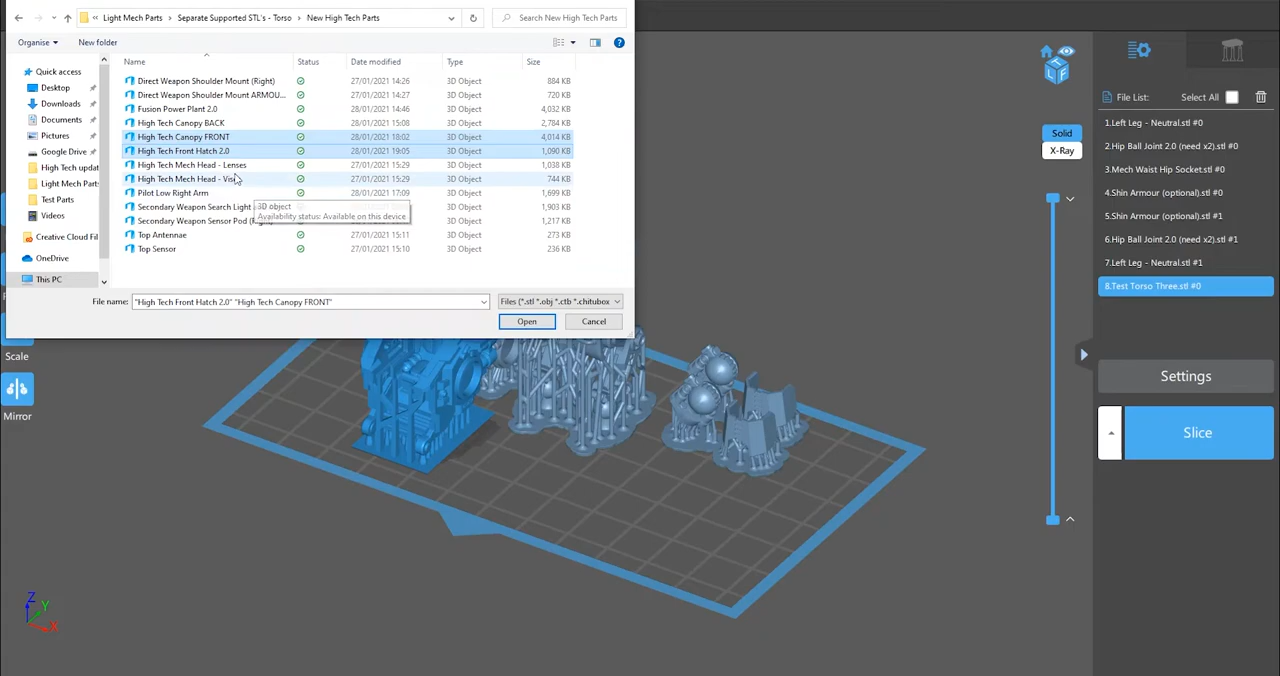 « Light Mech Parts › Separate Supported STL's - Torso › New High Tech Parts
Search New High Tech Parts
Organise
New folder
Name Status Date modified Type Size
Quick access
Desktop
Downloads
Documents
Pictures
Google Drive
High Tech updat
Light Mech Parts
Test Parts
Videos
Creative Cloud Fil
OneDrive
This PC
Direct Weapon Shoulder Mount (Right) 27/01/2021 14:26 3D Object 884 KB
Direct Weapon Shoulder Mount ARMOU... 27/01/2021 14:27 3D Object 720 KB
Fusion Power Plant 2.0 28/01/2021 14:46 3D Object 4,032 KB
High Tech Canopy BACK 28/01/2021 15:08 3D Object 2,784 KB
High Tech Canopy FRONT 28/01/2021 18:02 3D Object 4,014 KB
High Tech Front Hatch 2.0 28/01/2021 19:05 3D Object 1,090 KB
High Tech Mech Head - Lenses 27/01/2021 15:29 3D Object 1,038 KB
High Tech Mech Head - 27/01/2021 15:29 3D Object 744 KB
Pilot Low Right Arm 28/01/2021 17:09 3D Object 1,699 KB
Secondary Weapon Search Light 3D Object 1,903 KB
Secondary Weapon Sensor Pod 3D Object 1,217 KB
Top Antennae 27/01/2021 15:11 3D Object 273 KB
Top Sensor 27/01/2021 15:10 3D Object 236 KB
3D object
Availability status: Available on this device
File name: "High Tech Front Hatch 2.0" "High Tech Canopy FRONT"
Files (*.stl *.obj *.ctb *.chitubox
Open
Cancel
Scale
Mirror
Z
Y
X
T
L F
Solid
X-Ray
File List:
Select All
1.Left Leg - Neutral.stl #0
2.Hip Ball Joint 2.0 (need x2).stl #0
3.Mech Waist Hip Socket.stl #0
4.Shin Armour (optional).stl #0
5.Shin Armour (optional).stl #1
6.Hip Ball Joint 2.0 (need x2).stl #1
7.Left Leg - Neutral.stl #1
8.Test Torso Three.stl #0
Settings
Slice